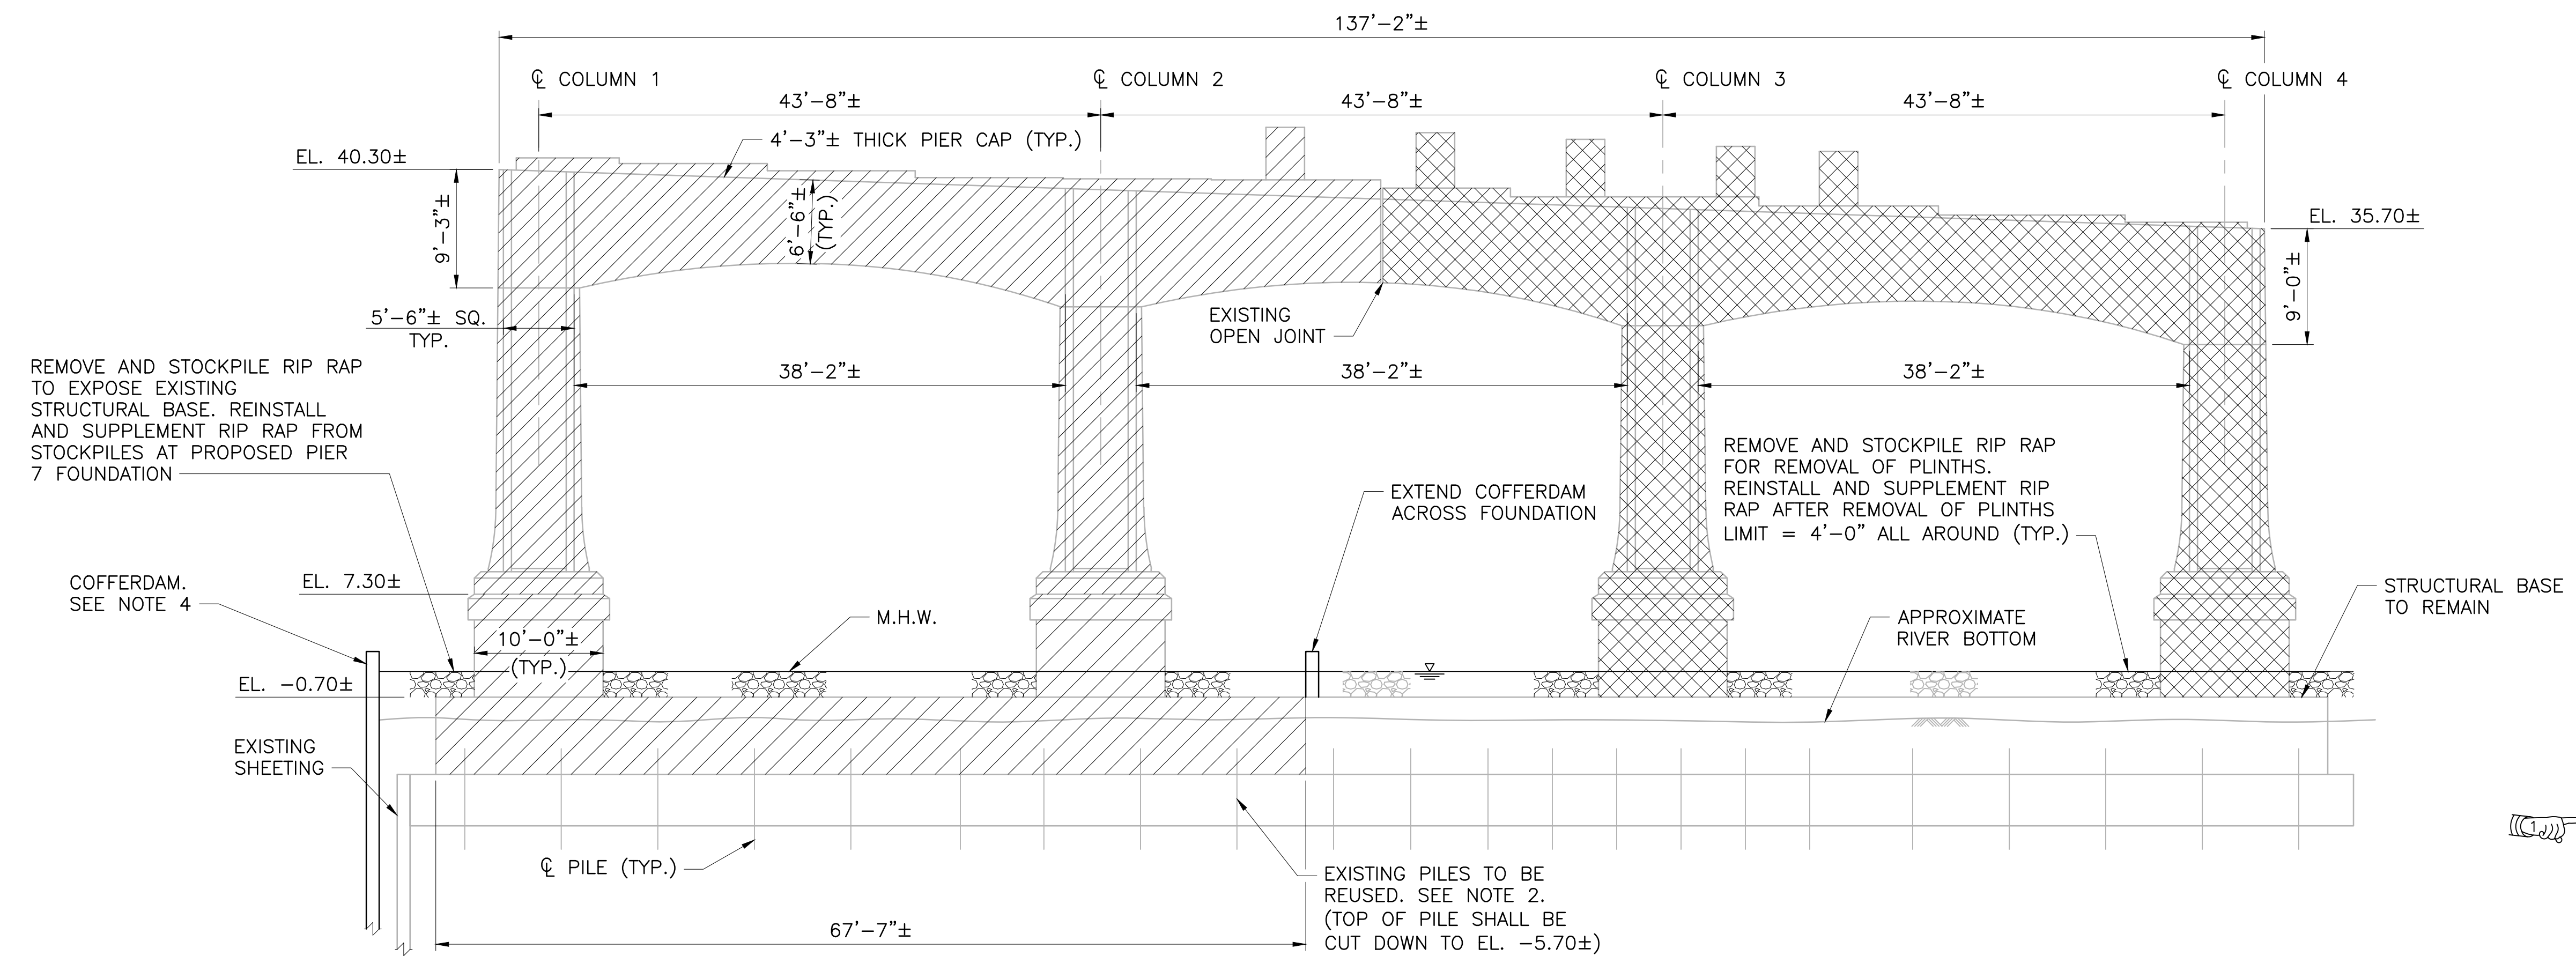 137'-2"±
℄ COLUMN 1
℄ COLUMN 2
℄ COLUMN 3
℄ COLUMN 4
43'-8"±
43'-8"±
43'-8"±
4'-3"± THICK PIER CAP (TYP.)
EL. 40.30±
9'-3"±
6'-6"±
(TYP.)
EL. 35.70±
9'-0"±
5'-6"± SQ.
TYP.
EXISTING
OPEN JOINT
38'-2"±
38'-2"±
38'-2"±
REMOVE AND STOCKPILE RIP RAP
TO EXPOSE EXISTING
STRUCTURAL BASE. REINSTALL
AND SUPPLEMENT RIP RAP FROM
STOCKPILES AT PROPOSED PIER
7 FOUNDATION
REMOVE AND STOCKPILE RIP RAP
FOR REMOVAL OF PLINTHS.
REINSTALL AND SUPPLEMENT RIP
RAP AFTER REMOVAL OF PLINTHS
LIMIT = 4'-0" ALL AROUND (TYP.)
EXTEND COFFERDAM
ACROSS FOUNDATION
COFFERDAM.
SEE NOTE 4
EL. 7.30±
STRUCTURAL BASE
TO REMAIN
M.H.W.
APPROXIMATE
RIVER BOTTOM
10'-0"±
(TYP.)
EL. -0.70±
EXISTING
SHEETING
1
℄ PILE (TYP.)
EXISTING PILES TO BE
REUSED. SEE NOTE 2.
(TOP OF PILE SHALL BE
CUT DOWN TO EL. -5.70±)
67'-7"±